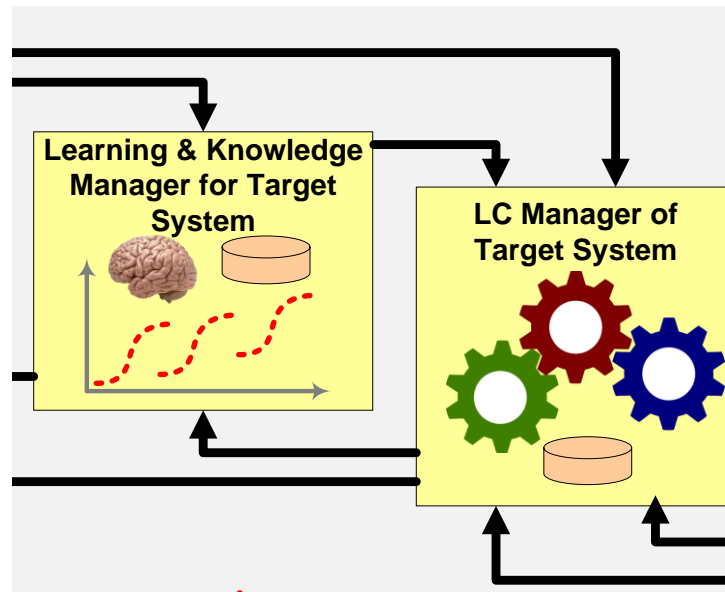 Learning & Knowledge
Manager for Target
System
LC Manager of
Target System